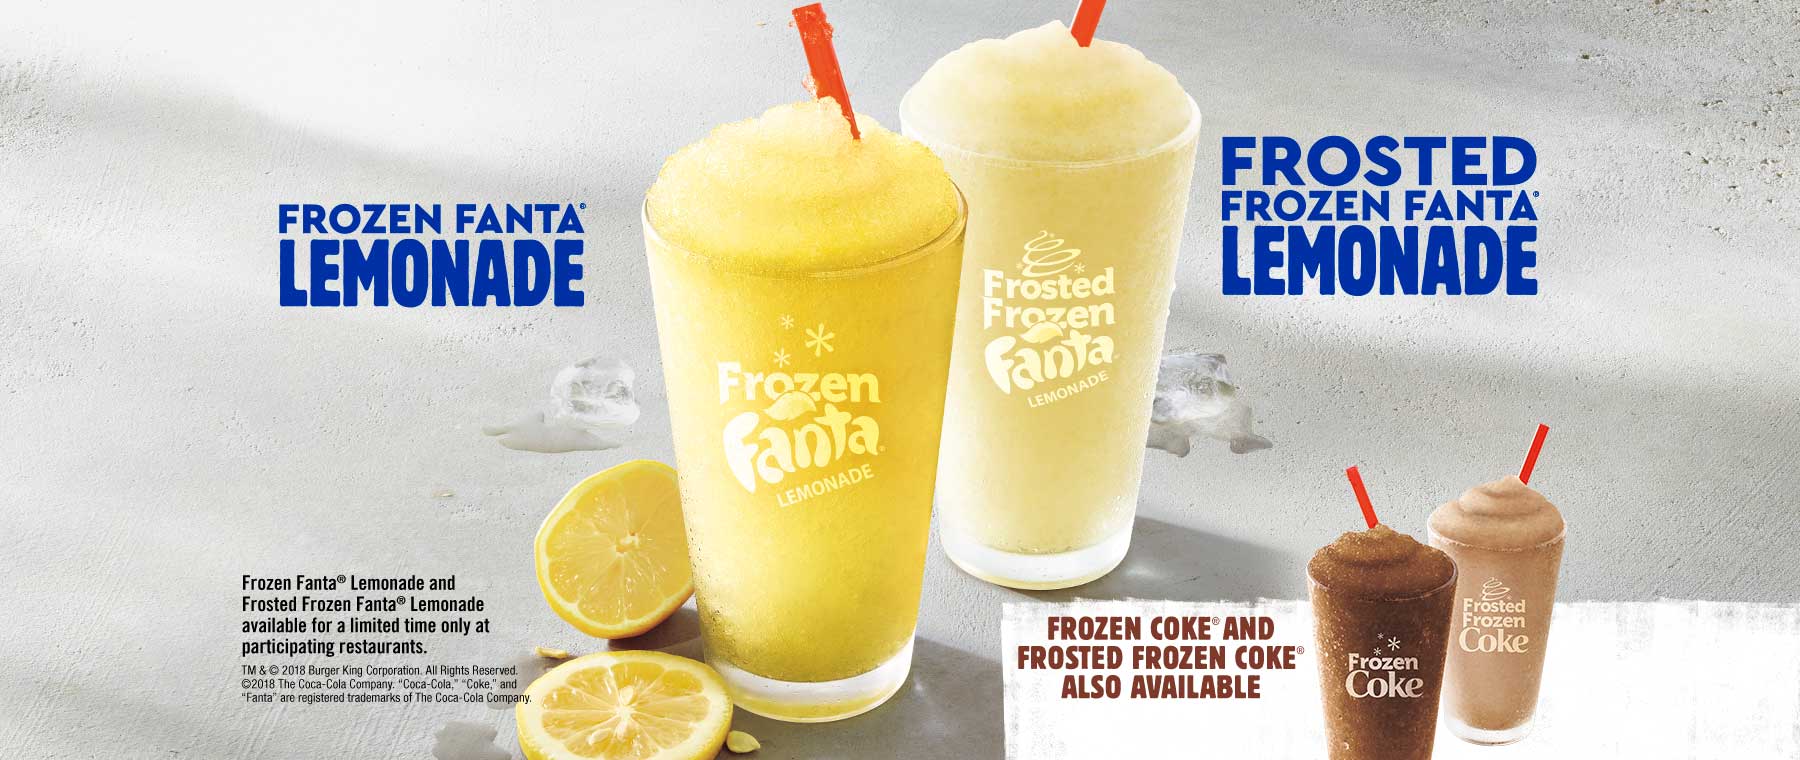 FROZEN FANTA®
LEMONADE
FROSTED
FROZEN FANTA®
LEMONADE
Frozen
Fanta®
LEMONADE
Frosted
Frozen
Fanta®
LEMONADE
Frozen Fanta® Lemonade and
Frosted Frozen Fanta® Lemonade
available for a limited time only at
participating restaurants.
TM & © 2018 Burger King Corporation. All Rights Reserved.
©2018 The Coca-Cola Company. “Coca-Cola,” “Coke,” and
“Fanta” are registered trademarks of The Coca-Cola Company.
FROZEN COKE® AND
FROSTED FROZEN COKE®
ALSO AVAILABLE
Frozen
Coke
Frosted
Frozen
Coke